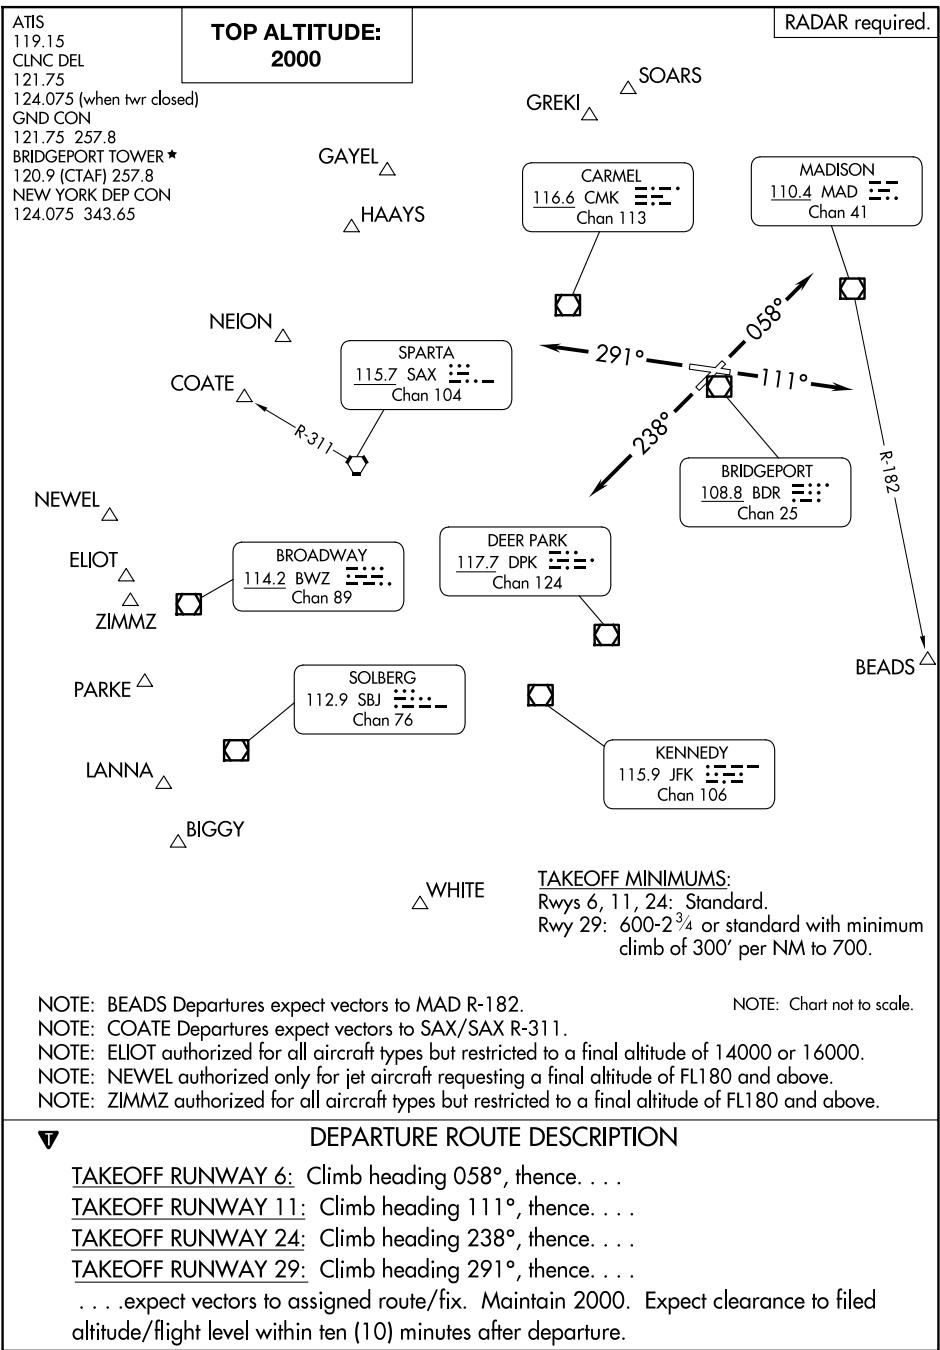 ATIS
119.15
CLNC DEL
121.75
124.075 (when twr closed)
GND CON
121.75 257.8
BRIDGEPORT TOWER ★
120.9 (CTAF) 257.8
NEW YORK DEP CON
124.075 343.65
TOP ALTITUDE:
2000
RADAR required.
SOARS
GREKI
GAYEL
HAAYS
CARMEL
116.6 CMK
Chan 113
MADISON
110.4 MAD
Chan 41
NEION
COATE
SPARTA
115.7 SAX
Chan 104
R-311
058°
291°
111°
238°
R-182
BRIDGEPORT
108.8 BDR
Chan 25
NEWEL
ELIOT
ZIMMZ
BROADWAY
114.2 BWZ
Chan 89
DEER PARK
117.7 DPK
Chan 124
BEADS
PARKE
SOLBERG
112.9 SBJ
Chan 76
LANNA
KENNEDY
115.9 JFK
Chan 106
BIGGY
WHITE
TAKEOFF MINIMUMS:
Rwys 6, 11, 24: Standard.
Rwy 29: 600-2¾ or standard with minimum
climb of 300' per NM to 700.
NOTE: BEADS Departures expect vectors to MAD R-182.
NOTE: Chart not to scale.
NOTE: COATE Departures expect vectors to SAX/SAX R-311.
NOTE: ELIOT authorized for all aircraft types but restricted to a final altitude of 14000 or 16000.
NOTE: NEWEL authorized only for jet aircraft requesting a final altitude of FL180 and above.
NOTE: ZIMMZ authorized for all aircraft types but restricted to a final altitude of FL180 and above.
T
DEPARTURE ROUTE DESCRIPTION
TAKEOFF RUNWAY 6: Climb heading 058°, thence. . . .
TAKEOFF RUNWAY 11: Climb heading 111°, thence. . . .
TAKEOFF RUNWAY 24: Climb heading 238°, thence. . . .
TAKEOFF RUNWAY 29: Climb heading 291°, thence. . . .
. . . .expect vectors to assigned route/fix. Maintain 2000. Expect clearance to filed
altitude/flight level within ten (10) minutes after departure.